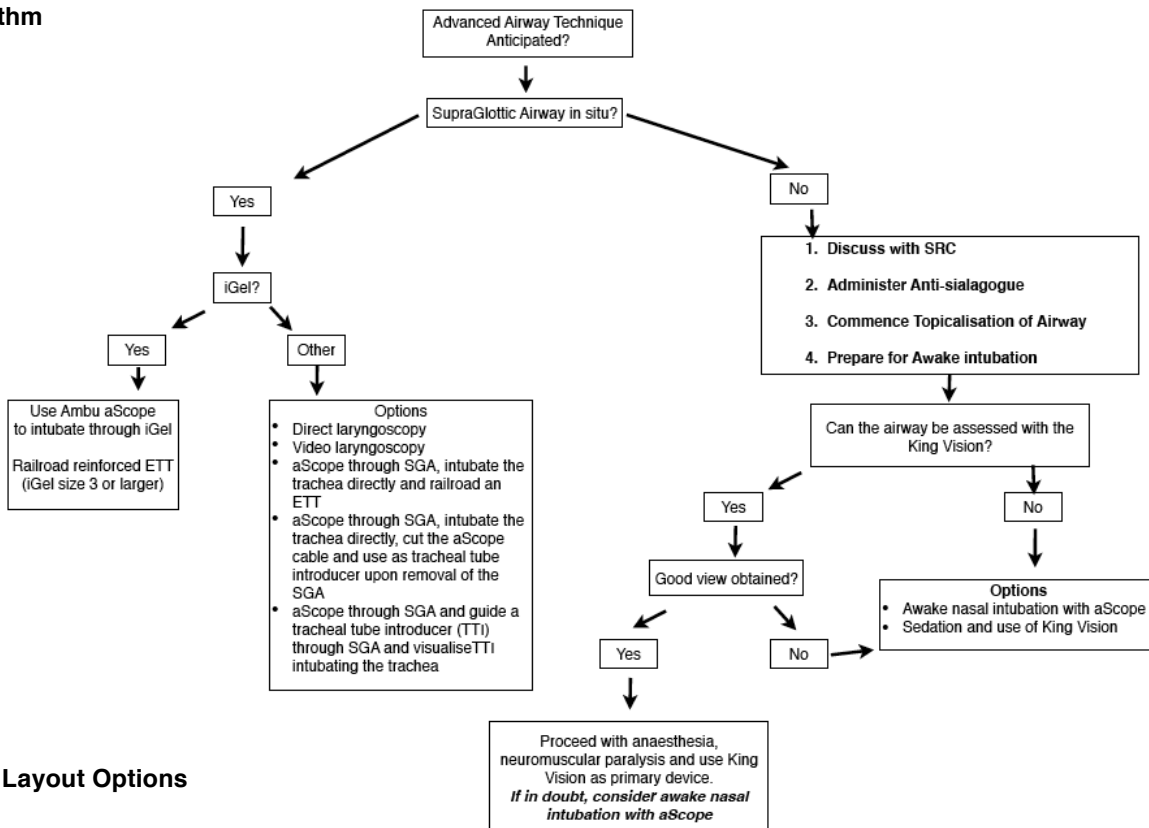 thm
Advanced Airway Technique
Anticipated?
SupraGlottic Airway in situ?
Yes
No
1. Discuss with SRC
2. Administer Anti-sialagogue
3. Commence Topicalisation of Airway
4. Prepare for Awake intubation
iGel?
Yes
Other
Use Ambu aScope
to intubate through iGel
Railroad reinforced ETT
(iGel size 3 or larger)
Options
• Direct laryngoscopy
• Video laryngoscopy
• aScope through SGA, intubate the
trachea directly and railroad an
ETT
• aScope through SGA, intubate the
trachea directly, cut the aScope
cable and use as tracheal tube
introducer upon removal of the
SGA
• aScope through SGA and guide a
tracheal tube introducer (TTI)
through SGA and visualiseTTI
intubating the trachea
Can the airway be assessed with the
King Vision?
Yes
No
Good view obtained?
Options
• Awake nasal intubation with aScope
• Sedation and use of King Vision
Yes
No
Proceed with anaesthesia,
neuromuscular paralysis and use King
Vision as primary device.
If in doubt, consider awake nasal
intubation with aScope
Layout Options